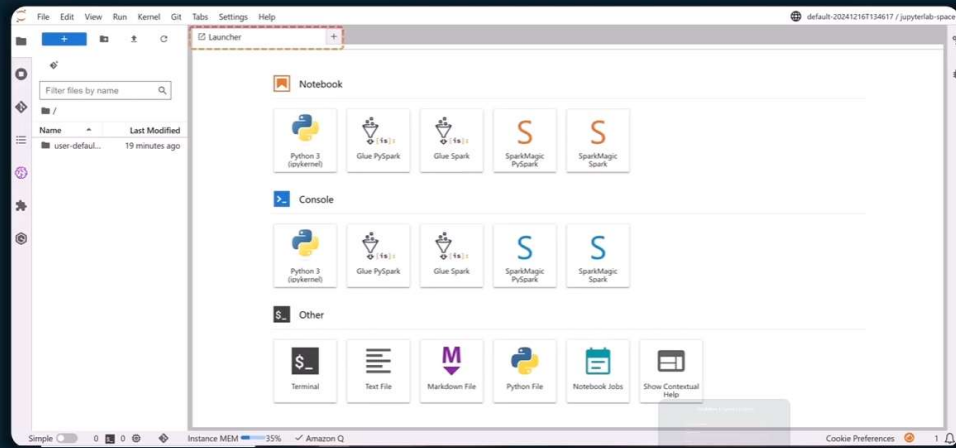 File Edit View Run Kernel Git Tabs Settings Help
default-20241216T134617 / jupyterlab-space
+
Launcher
+
Filter files by name
/
Name Last Modified
user-defaul... 19 minutes ago
Notebook
Python 3
(ipykernel)
Glue PySpark
Glue Spark
SparkMagic
PySpark
SparkMagic
Spark
Console
Python 3
(ipykernel)
Glue PySpark
Glue Spark
SparkMagic
PySpark
SparkMagic
Spark
$_ Other
$_
Terminal
Text File
M
Markdown File
Python File
Notebook Jobs
Show Contextual
Help
Simple 0 $_ 0 Instance MEM 35% Amazon Q Cookie Preferences 1